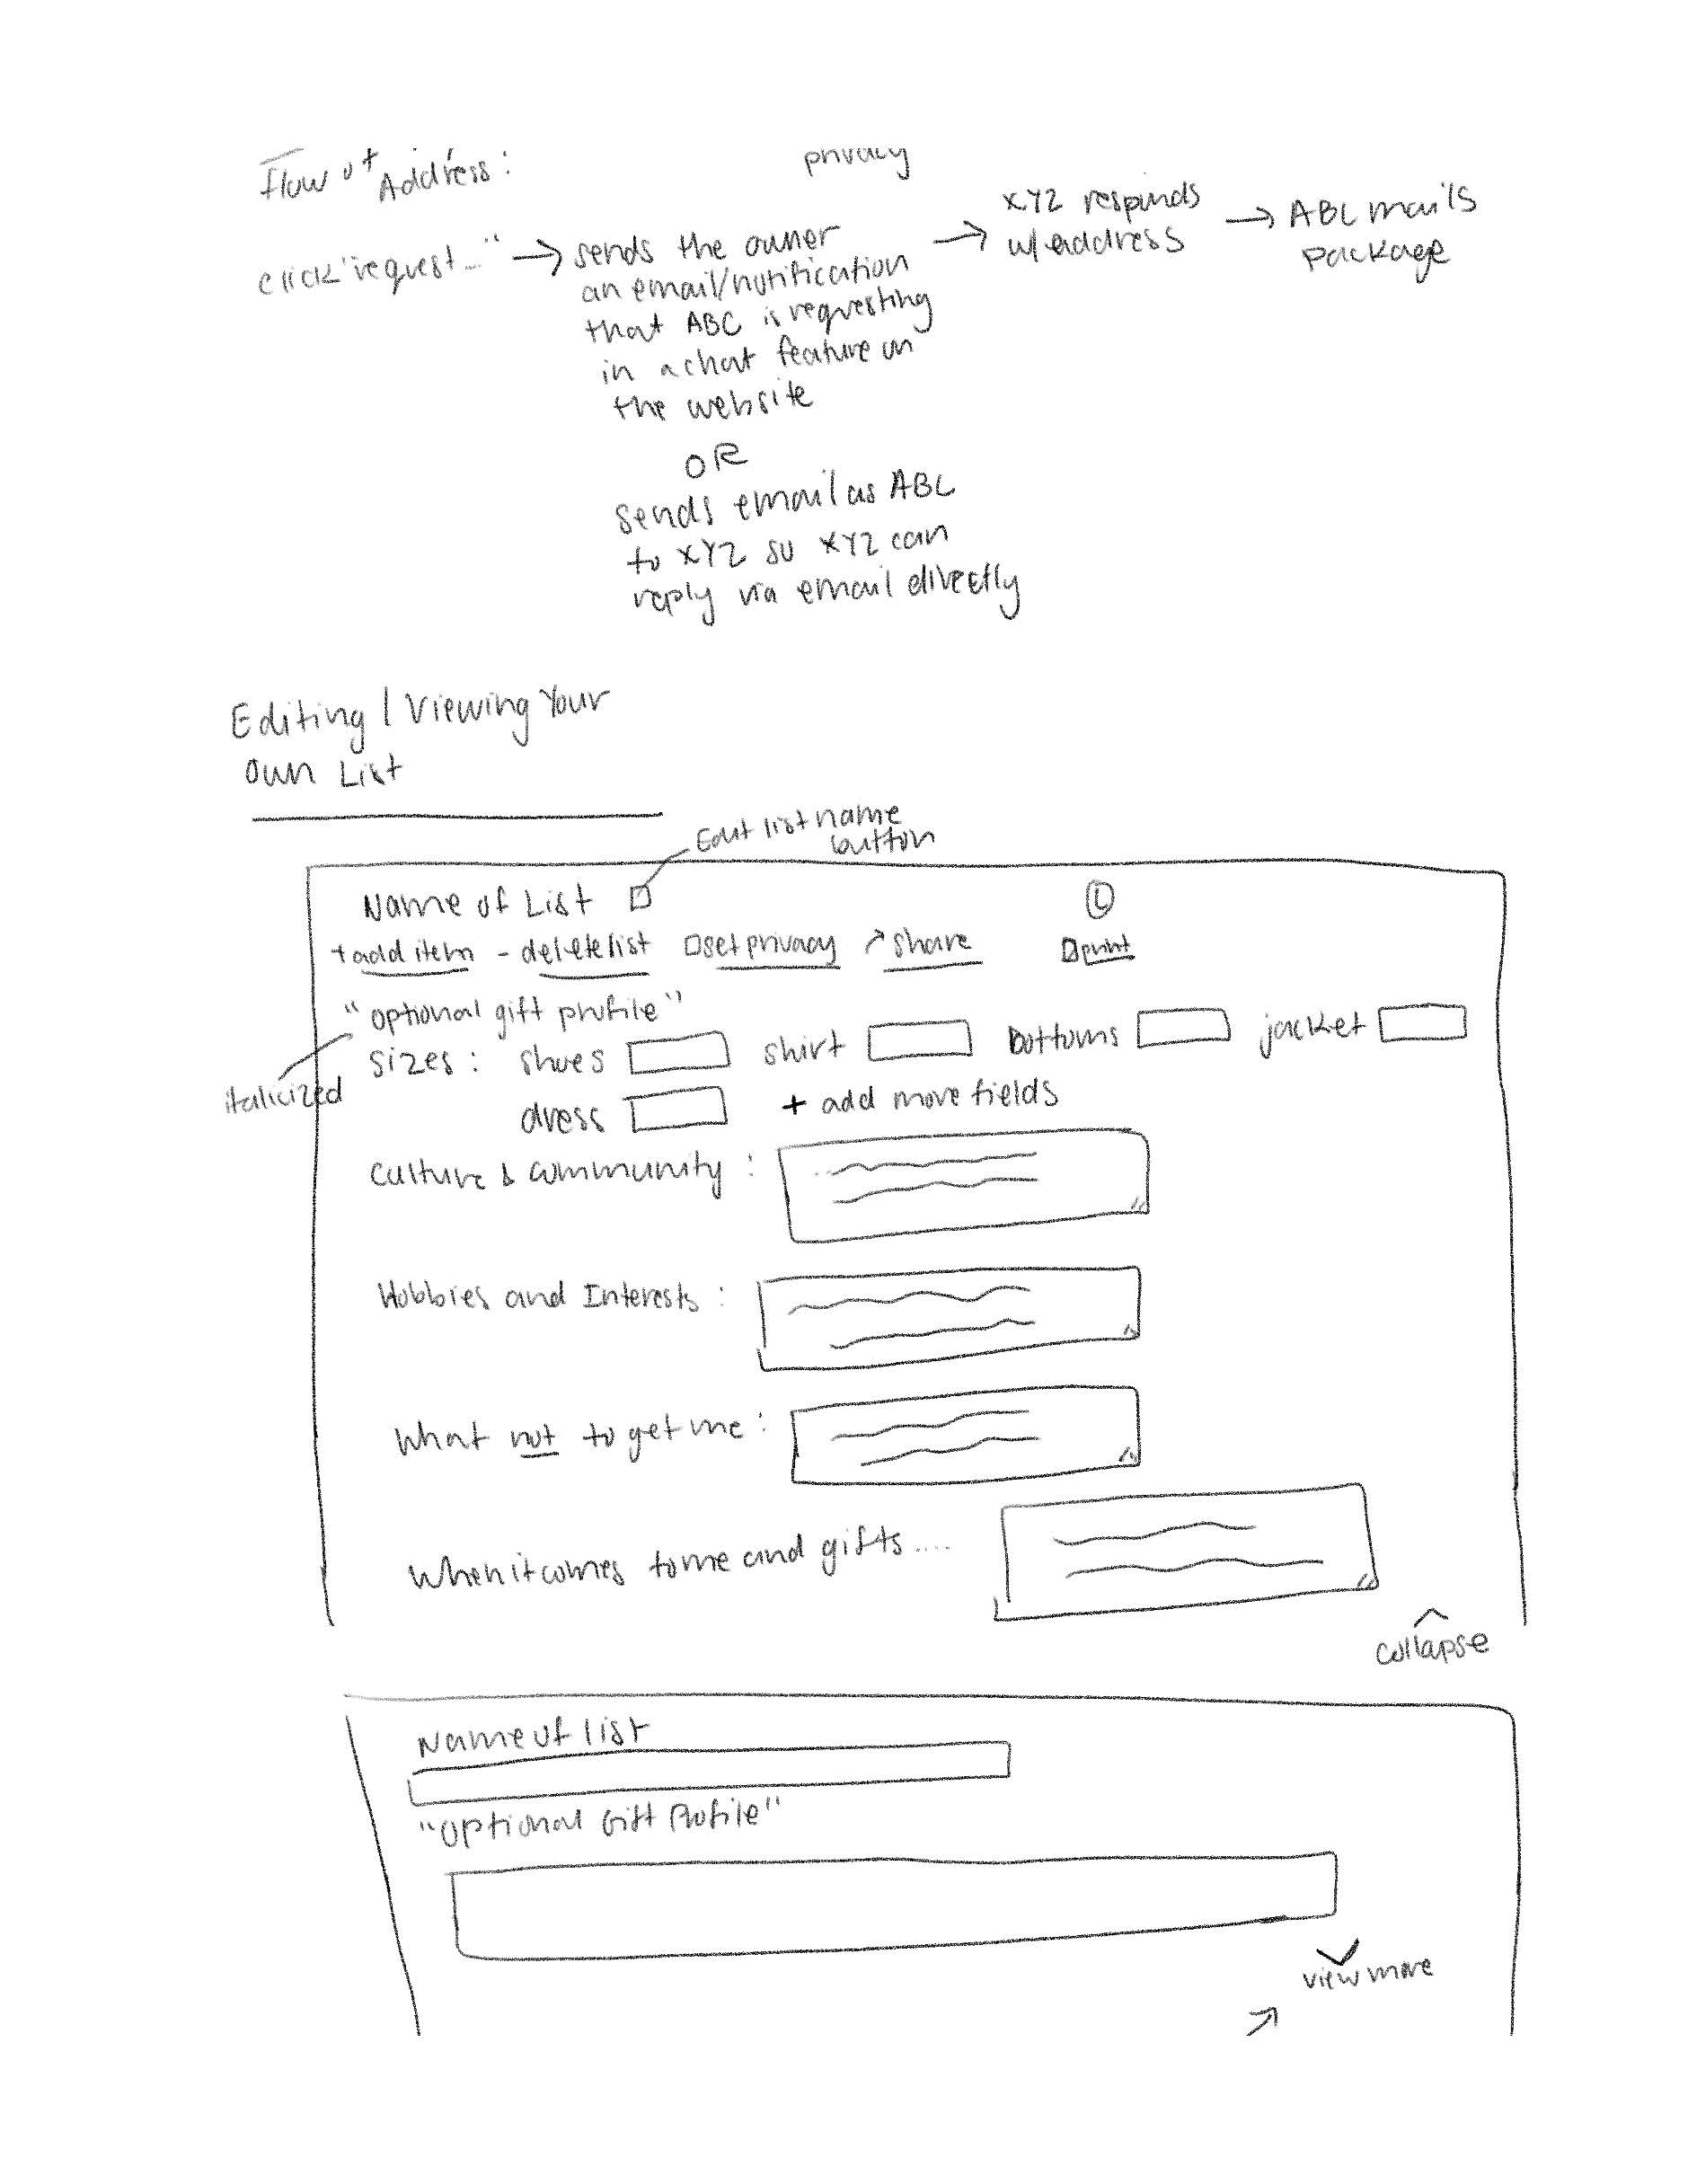 Flow of Address:
privacy
click "request..." → sends the owner
an email/notification
that ABC is requesting
in a chat feature on
the website
OR
sends email as ABC
to XYZ so XYZ can
reply via email directly
→ XYZ responds
w/ address
→ ABC mails
package
Editing / Viewing Your
Own List
Edit list name
button
Name of List
+ add item - delete list set privacy ↗ share print
"optional gift profile"
italicized
sizes: shoes shirt bottoms jacket
dress + add more fields
Culture & Community:
Hobbies and Interests:
What not to get me:
When it comes to me and gifts....
collapse
Name of list
"Optional Gift Profile"
view more